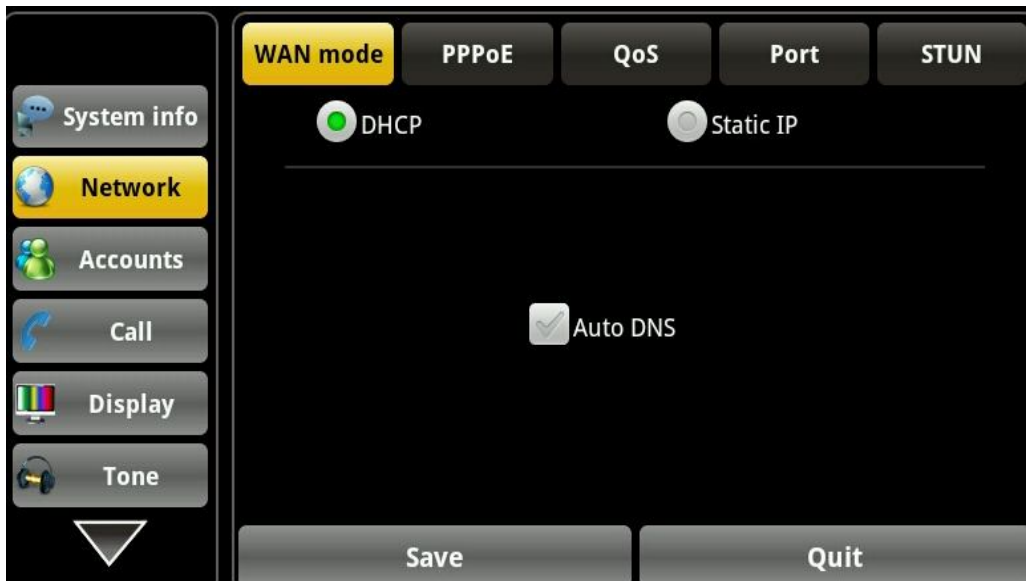 WAN mode
PPPoE
QoS
Port
STUN
System info
Network
Accounts
Call
Display
Tone
DHCP
Static IP
Auto DNS
Save
Quit